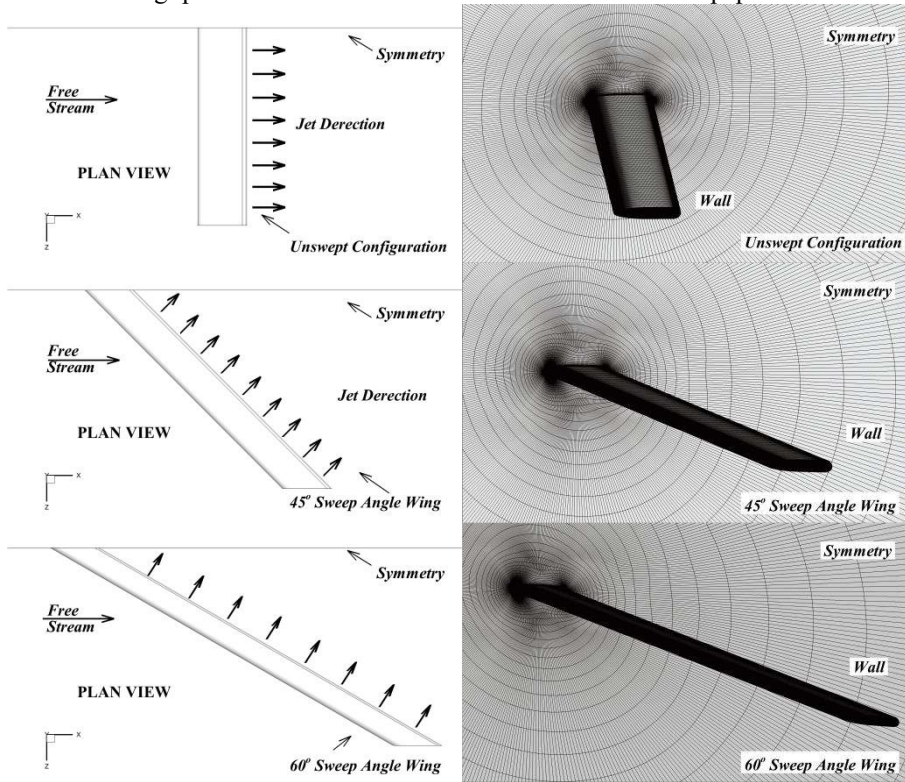 Symmetry
Free
Stream
Jet Derection
PLAN VIEW
Y X
Z
Unswept Configuration
Symmetry
Wall
Unswept Configuration
Symmetry
Free
Stream
Jet Derection
PLAN VIEW
Y X
Z
45° Sweep Angle Wing
Symmetry
Wall
45° Sweep Angle Wing
Symmetry
Free
Stream
PLAN VIEW
Y X
Z
60° Sweep Angle Wing
Symmetry
Wall
60° Sweep Angle Wing